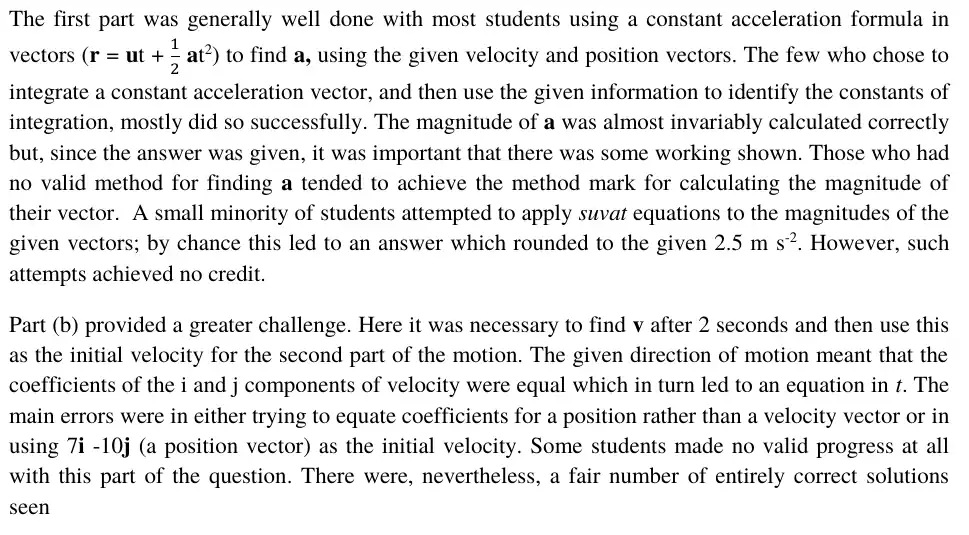 The first part was generally well done with most students using a constant acceleration formula in
vectors (r = ut + 1/2 at²) to find a, using the given velocity and position vectors. The few who chose to
integrate a constant acceleration vector, and then use the given information to identify the constants of
integration, mostly did so successfully. The magnitude of a was almost invariably calculated correctly
but, since the answer was given, it was important that there was some working shown. Those who had
no valid method for finding a tended to achieve the method mark for calculating the magnitude of
their vector. A small minority of students attempted to apply suvat equations to the magnitudes of the
given vectors; by chance this led to an answer which rounded to the given 2.5 m s⁻². However, such
attempts achieved no credit.
Part (b) provided a greater challenge. Here it was necessary to find v after 2 seconds and then use this
as the initial velocity for the second part of the motion. The given direction of motion meant that the
coefficients of the i and j components of velocity were equal which in turn led to an equation in t. The
main errors were in either trying to equate coefficients for a position rather than a velocity vector or in
using 7i -10j (a position vector) as the initial velocity. Some students made no valid progress at all
with this part of the question. There were, nevertheless, a fair number of entirely correct solutions
seen